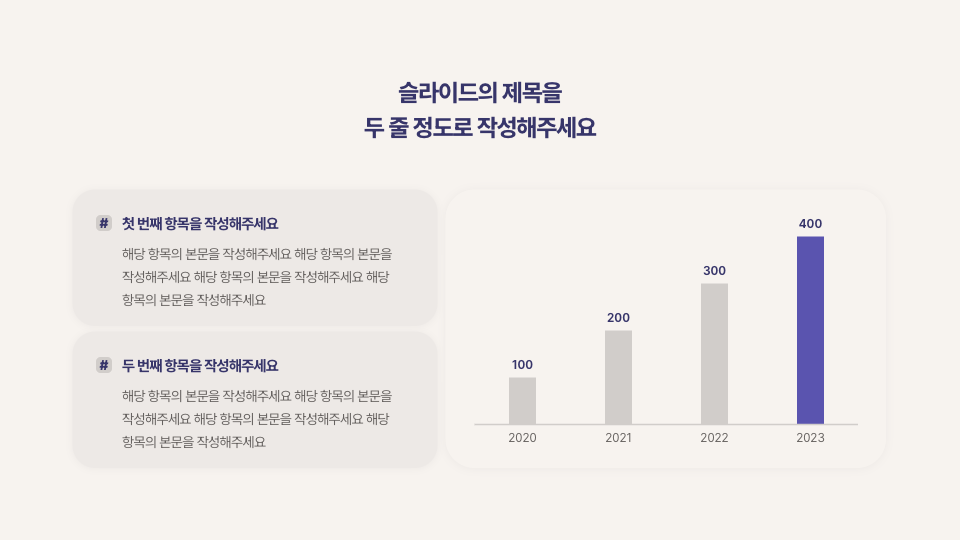 슬라이드의 제목을
두 줄 정도로 작성해주세요
# 첫 번째 항목을 작성해주세요
해당 항목의 본문을 작성해주세요 해당 항목의 본문을
작성해주세요 해당 항목의 본문을 작성해주세요 해당
항목의 본문을 작성해주세요
# 두 번째 항목을 작성해주세요
해당 항목의 본문을 작성해주세요 해당 항목의 본문을
작성해주세요 해당 항목의 본문을 작성해주세요 해당
항목의 본문을 작성해주세요
400
300
200
100
2020 2021 2022 2023